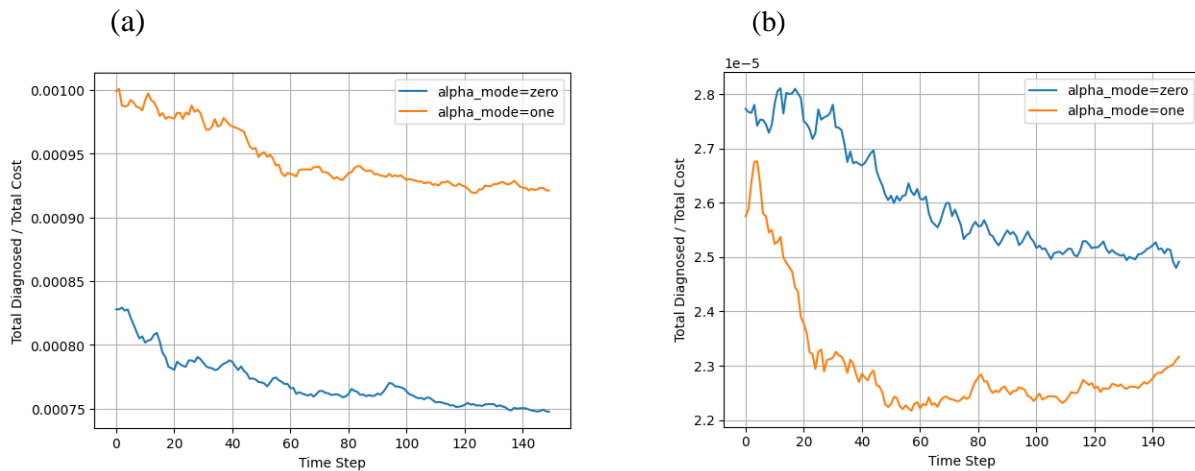 (a)
0.00100
0.00095
0.00090
0.00085
0.00080
0.00075
Total Diagnosed / Total Cost
alpha_mode=zero
alpha_mode=one
0 20 40 60 80 100 120 140
Time Step
(b)
1e−5
2.8
2.7
2.6
2.5
2.4
2.3
2.2
Total Diagnosed / Total Cost
alpha_mode=zero
alpha_mode=one
0 20 40 60 80 100 120 140
Time Step